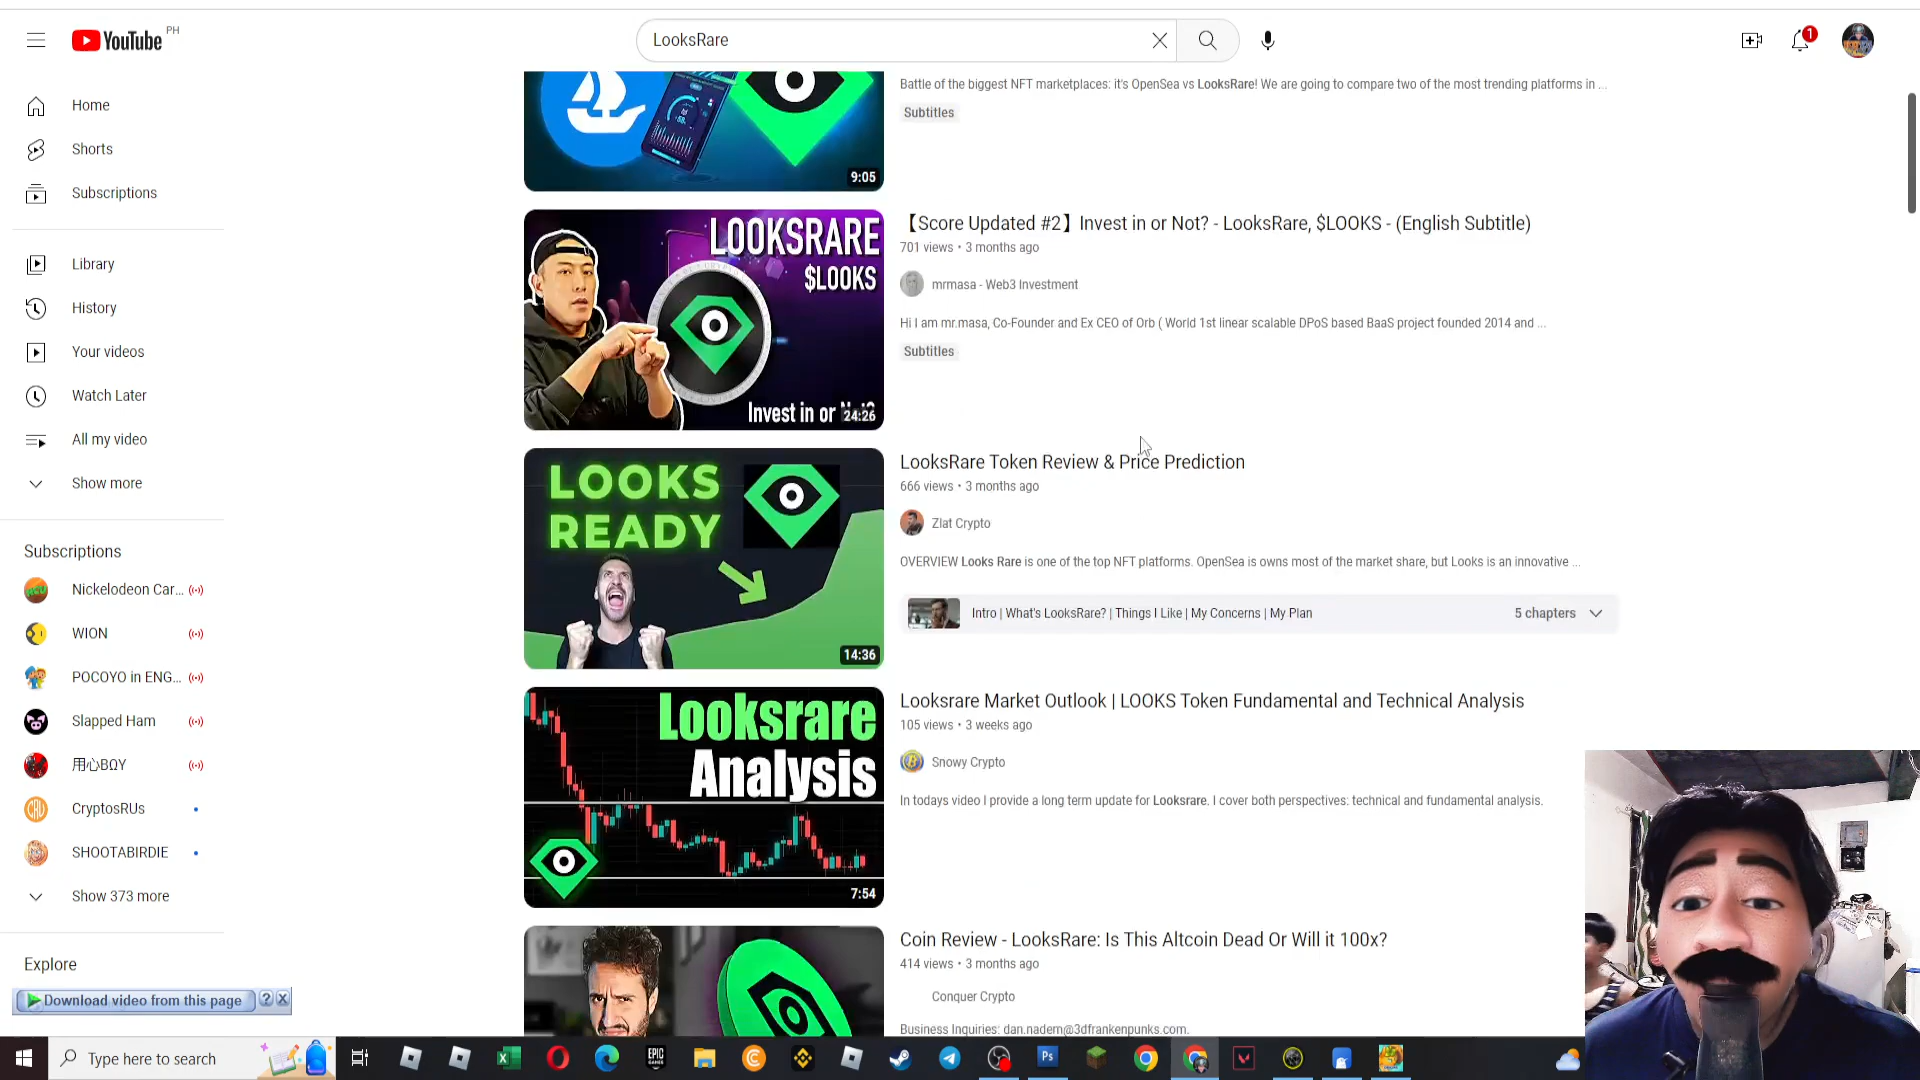 YouTube PH
LooksRare
1
Home
Shorts
Subscriptions
Library
History
Your videos
Watch Later
All my video
Show more
Subscriptions
Nickelodeon Car...
WION
POCOYO in ENG...
Slapped Ham
用心BΩY
CryptosRUs
SHOOTABIRDIE
Show 373 more
Explore
Download video from this page
?
X
9:05
Battle of the biggest NFT marketplaces: it's OpenSea vs LooksRare! We are going to compare two of the most trending platforms in ...
Subtitles
LOOKSRARE
$LOOKS
Invest in or
24:26
【Score Updated #2】Invest in or Not? - LooksRare, $LOOKS - (English Subtitle)
701 views • 3 months ago
mrmasa - Web3 Investment
Hi I am mr.masa, Co-Founder and Ex CEO of Orb ( World 1st linear scalable DPoS based BaaS project founded 2014 and ...
Subtitles
LOOKS
READY
14:36
LooksRare Token Review & Price Prediction
666 views • 3 months ago
Zlat Crypto
OVERVIEW Looks Rare is one of the top NFT platforms. OpenSea is owns most of the market share, but Looks is an innovative ...
Intro | What's LooksRare? | Things I Like | My Concerns | My Plan
5 chapters
Looksrare
Analysis
7:54
Looksrare Market Outlook | LOOKS Token Fundamental and Technical Analysis
105 views • 3 weeks ago
Snowy Crypto
In todays video I provide a long term update for Looksrare. I cover both perspectives: technical and fundamental analysis.
Coin Review - LooksRare: Is This Altcoin Dead Or Will it 100x?
414 views • 3 months ago
Conquer Crypto
Business Inquiries: dan.nadem@3dfrankenpunks.com.
Type here to search
EPIC GAMES
Ps